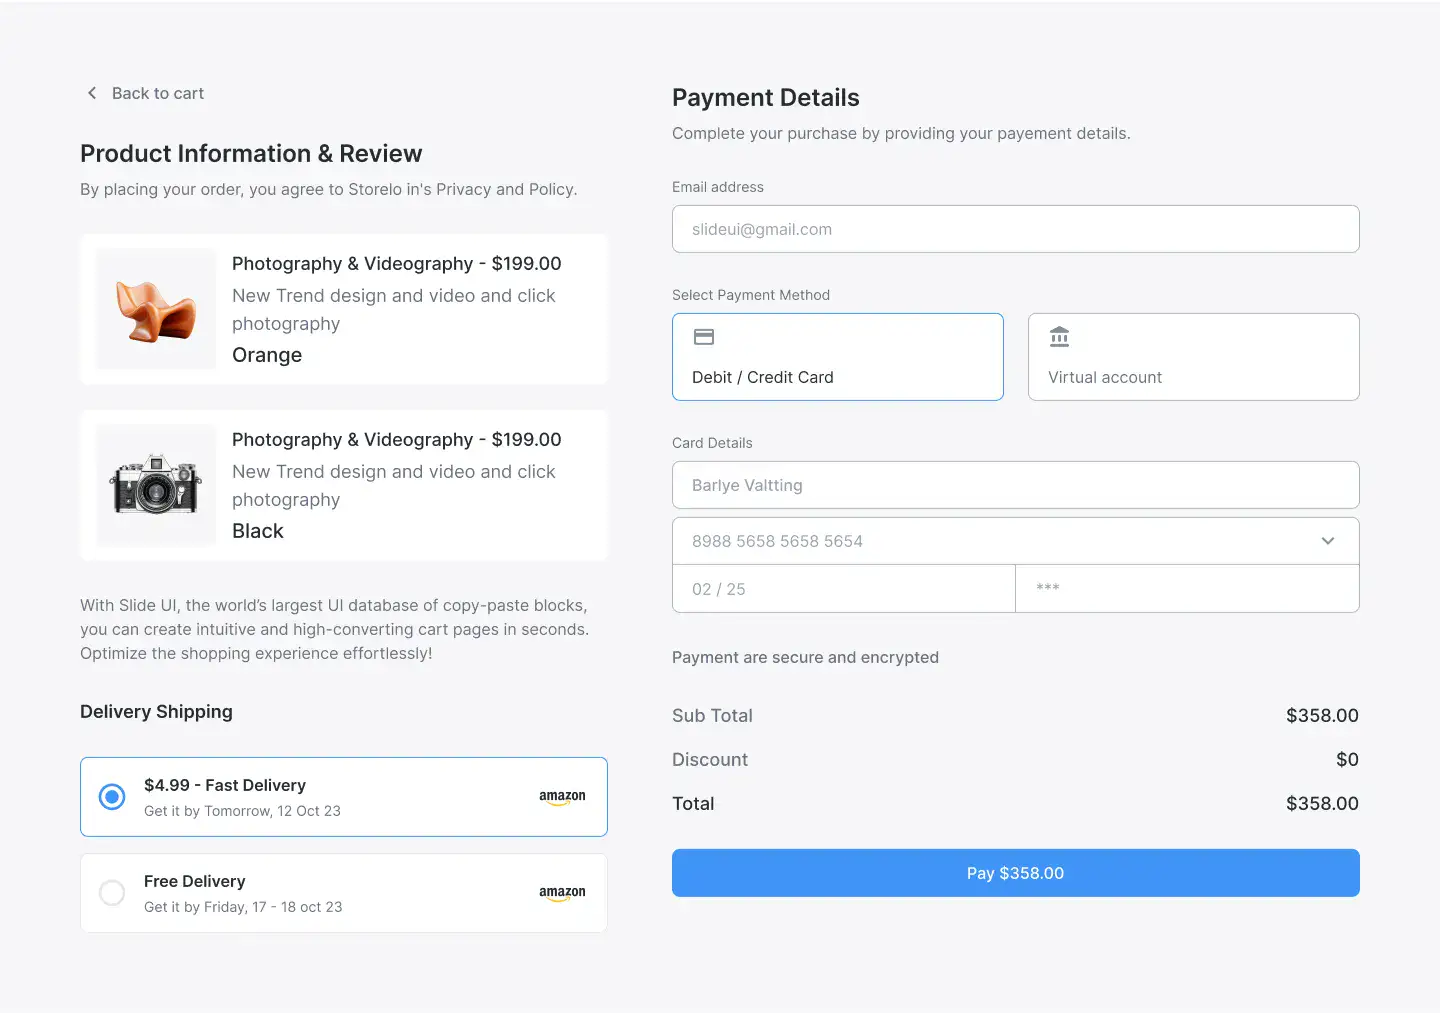 Back to cart
Product Information & Review
By placing your order, you agree to Storelo in's Privacy and Policy.
Photography & Videography - $199.00
New Trend design and video and click
photography
Orange
Photography & Videography - $199.00
New Trend design and video and click
photography
Black
With Slide UI, the world’s largest UI database of copy-paste blocks,
you can create intuitive and high-converting cart pages in seconds.
Optimize the shopping experience effortlessly!
Delivery Shipping
$4.99 - Fast Delivery
Get it by Tomorrow, 12 Oct 23
amazon
Free Delivery
Get it by Friday, 17 - 18 oct 23
amazon
Payment Details
Complete your purchase by providing your payement details.
Email address
slideui@gmail.com
Select Payment Method
Debit / Credit Card
Virtual account
Card Details
Barlye Valtting
8988 5658 5658 5654
02 / 25
***
Payment are secure and encrypted
Sub Total $358.00
Discount $0
Total $358.00
Pay $358.00